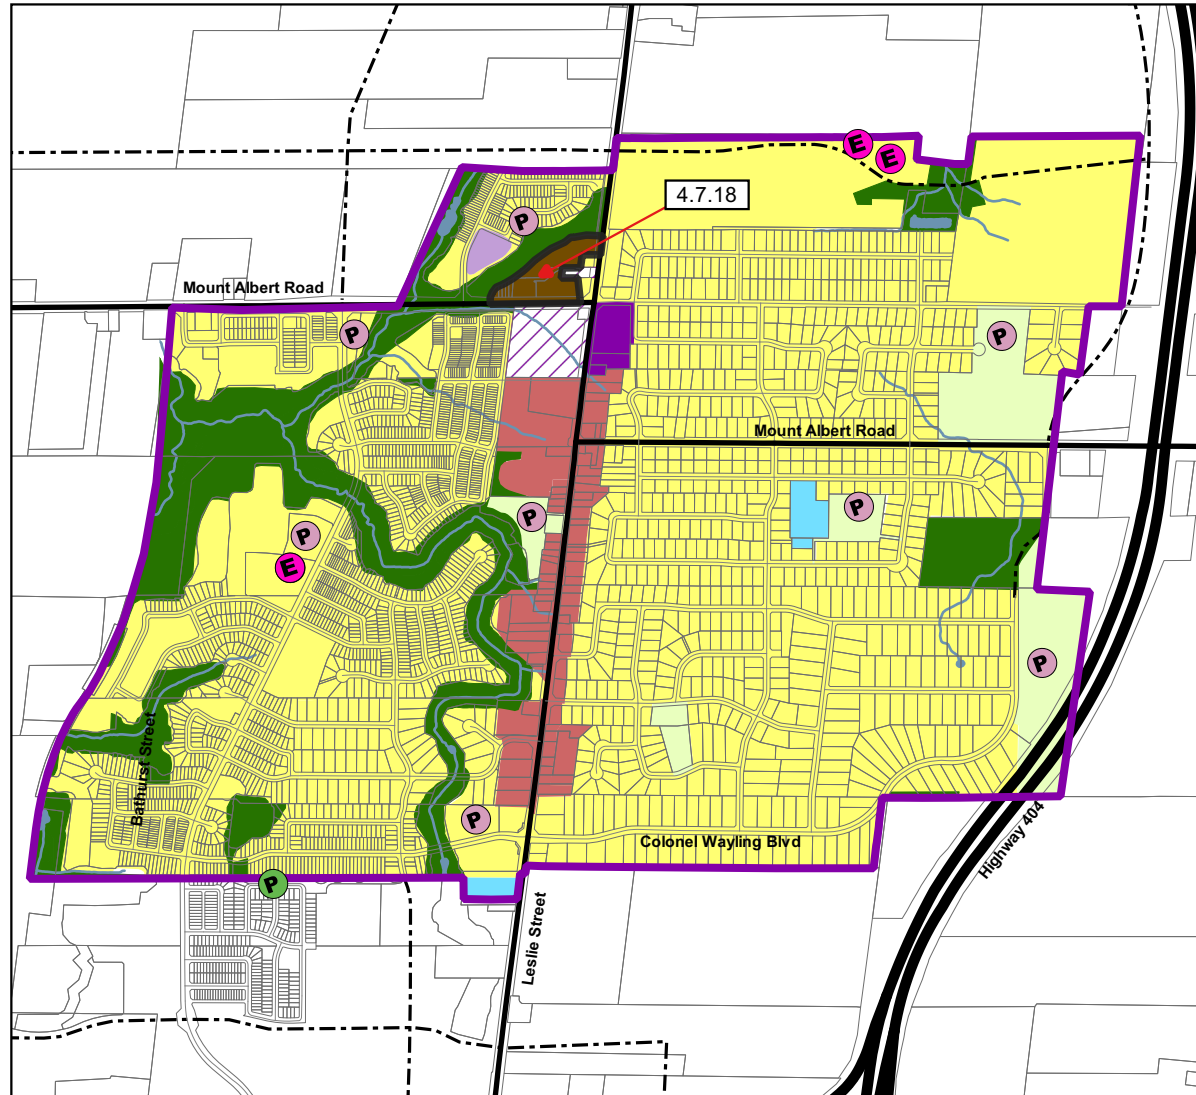 E
E
4.7.18
P
Mount Albert Road
P
P
Mount Albert Road
P
P
P
E
P
Bathurst Street
P
Colonel Wayling Blvd
Highway 404
P
Leslie Street